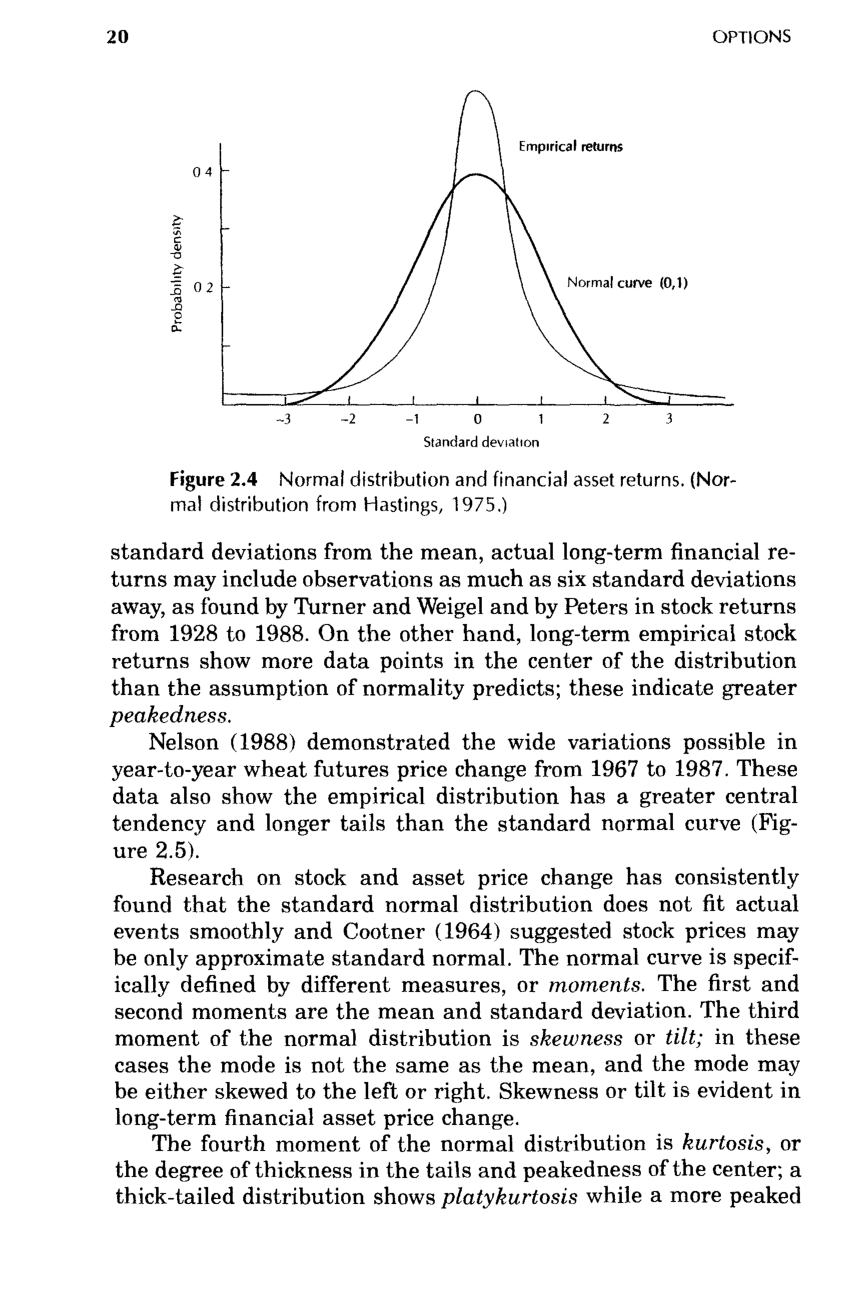 20 OPTIONS
Empirical returns
0 4
Probability density
0 2
Normal curve (0,1)
-3 -2 -1 0 1 2 3
Standard deviation
Figure 2.4 Normal distribution and financial asset returns. (Nor-
mal distribution from Hastings, 1975.)
standard deviations from the mean, actual long-term financial re-
turns may include observations as much as six standard deviations
away, as found by Turner and Weigel and by Peters in stock returns
from 1928 to 1988. On the other hand, long-term empirical stock
returns show more data points in the center of the distribution
than the assumption of normality predicts; these indicate greater
peakedness.
Nelson (1988) demonstrated the wide variations possible in
year-to-year wheat futures price change from 1967 to 1987. These
data also show the empirical distribution has a greater central
tendency and longer tails than the standard normal curve (Fig-
ure 2.5).
Research on stock and asset price change has consistently
found that the standard normal distribution does not fit actual
events smoothly and Cootner (1964) suggested stock prices may
be only approximate standard normal. The normal curve is specif-
ically defined by different measures, or moments. The first and
second moments are the mean and standard deviation. The third
moment of the normal distribution is skewness or tilt; in these
cases the mode is not the same as the mean, and the mode may
be either skewed to the left or right. Skewness or tilt is evident in
long-term financial asset price change.
The fourth moment of the normal distribution is kurtosis, or
the degree of thickness in the tails and peakedness of the center; a
thick-tailed distribution shows platykurtosis while a more peaked